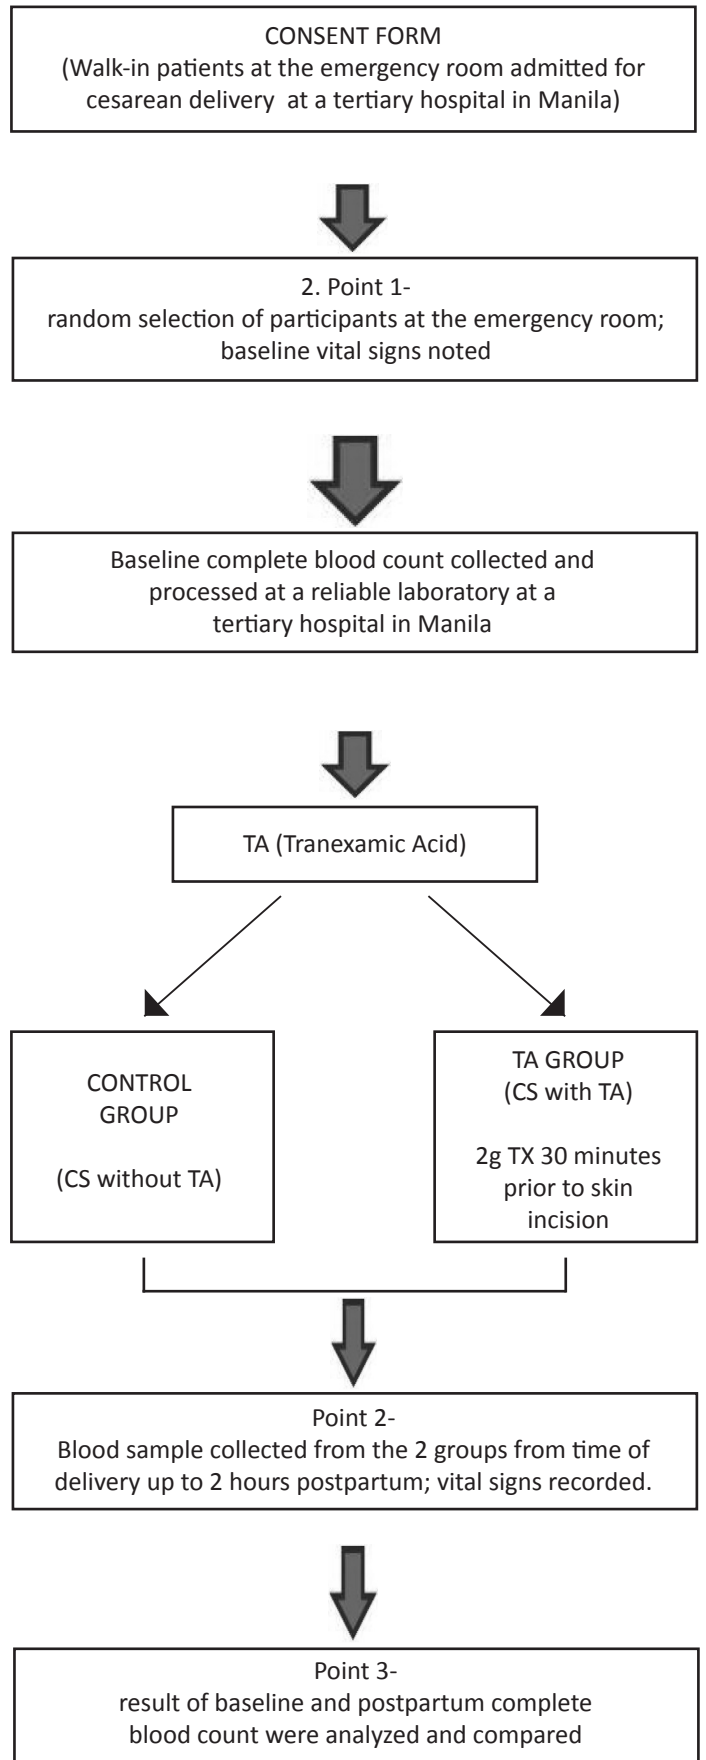 CONSENT FORM
(Walk-in patients at the emergency room admitted for
cesarean delivery at a tertiary hospital in Manila)
2. Point 1-
random selection of participants at the emergency room;
baseline vital signs noted
Baseline complete blood count collected and
processed at a reliable laboratory at a
tertiary hospital in Manila
TA (Tranexamic Acid)
CONTROL
GROUP
(CS without TA)
TA GROUP
(CS with TA)
2g TX 30 minutes
prior to skin
incision
Point 2-
Blood sample collected from the 2 groups from time of
delivery up to 2 hours postpartum; vital signs recorded.
Point 3-
result of baseline and postpartum complete
blood count were analyzed and compared